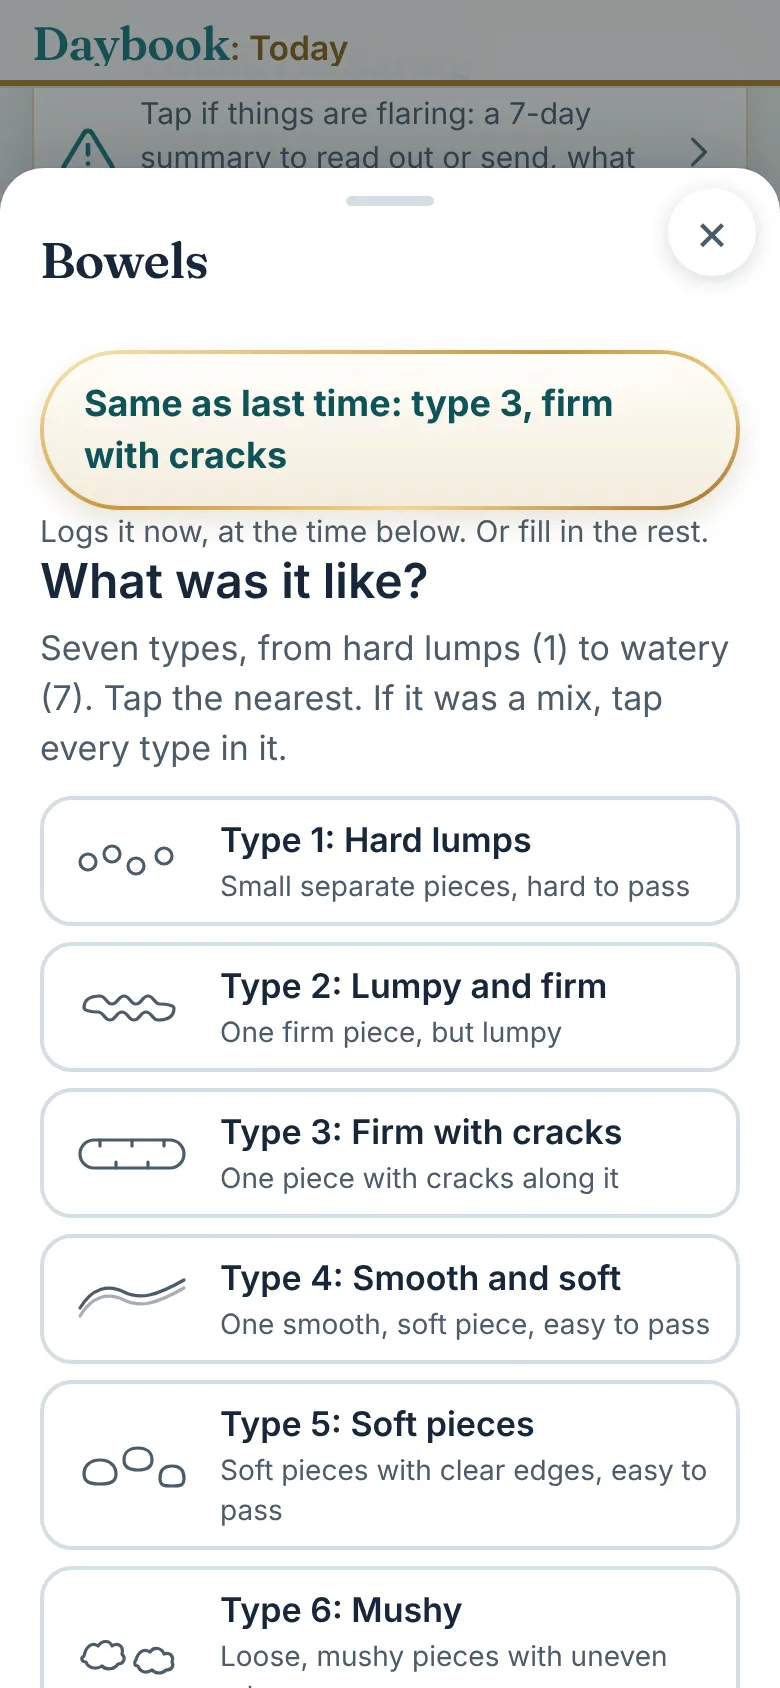 Daybook: Today
Tap if things are flaring: a 7-day
summary to read out or send, what
Bowels
Same as last time: type 3, firm
with cracks
Logs it now, at the time below. Or fill in the rest.
What was it like?
Seven types, from hard lumps (1) to watery
(7). Tap the nearest. If it was a mix, tap
every type in it.
Type 1: Hard lumps
Small separate pieces, hard to pass
Type 2: Lumpy and firm
One firm piece, but lumpy
Type 3: Firm with cracks
One piece with cracks along it
Type 4: Smooth and soft
One smooth, soft piece, easy to pass
Type 5: Soft pieces
Soft pieces with clear edges, easy to
pass
Type 6: Mushy
Loose, mushy pieces with uneven